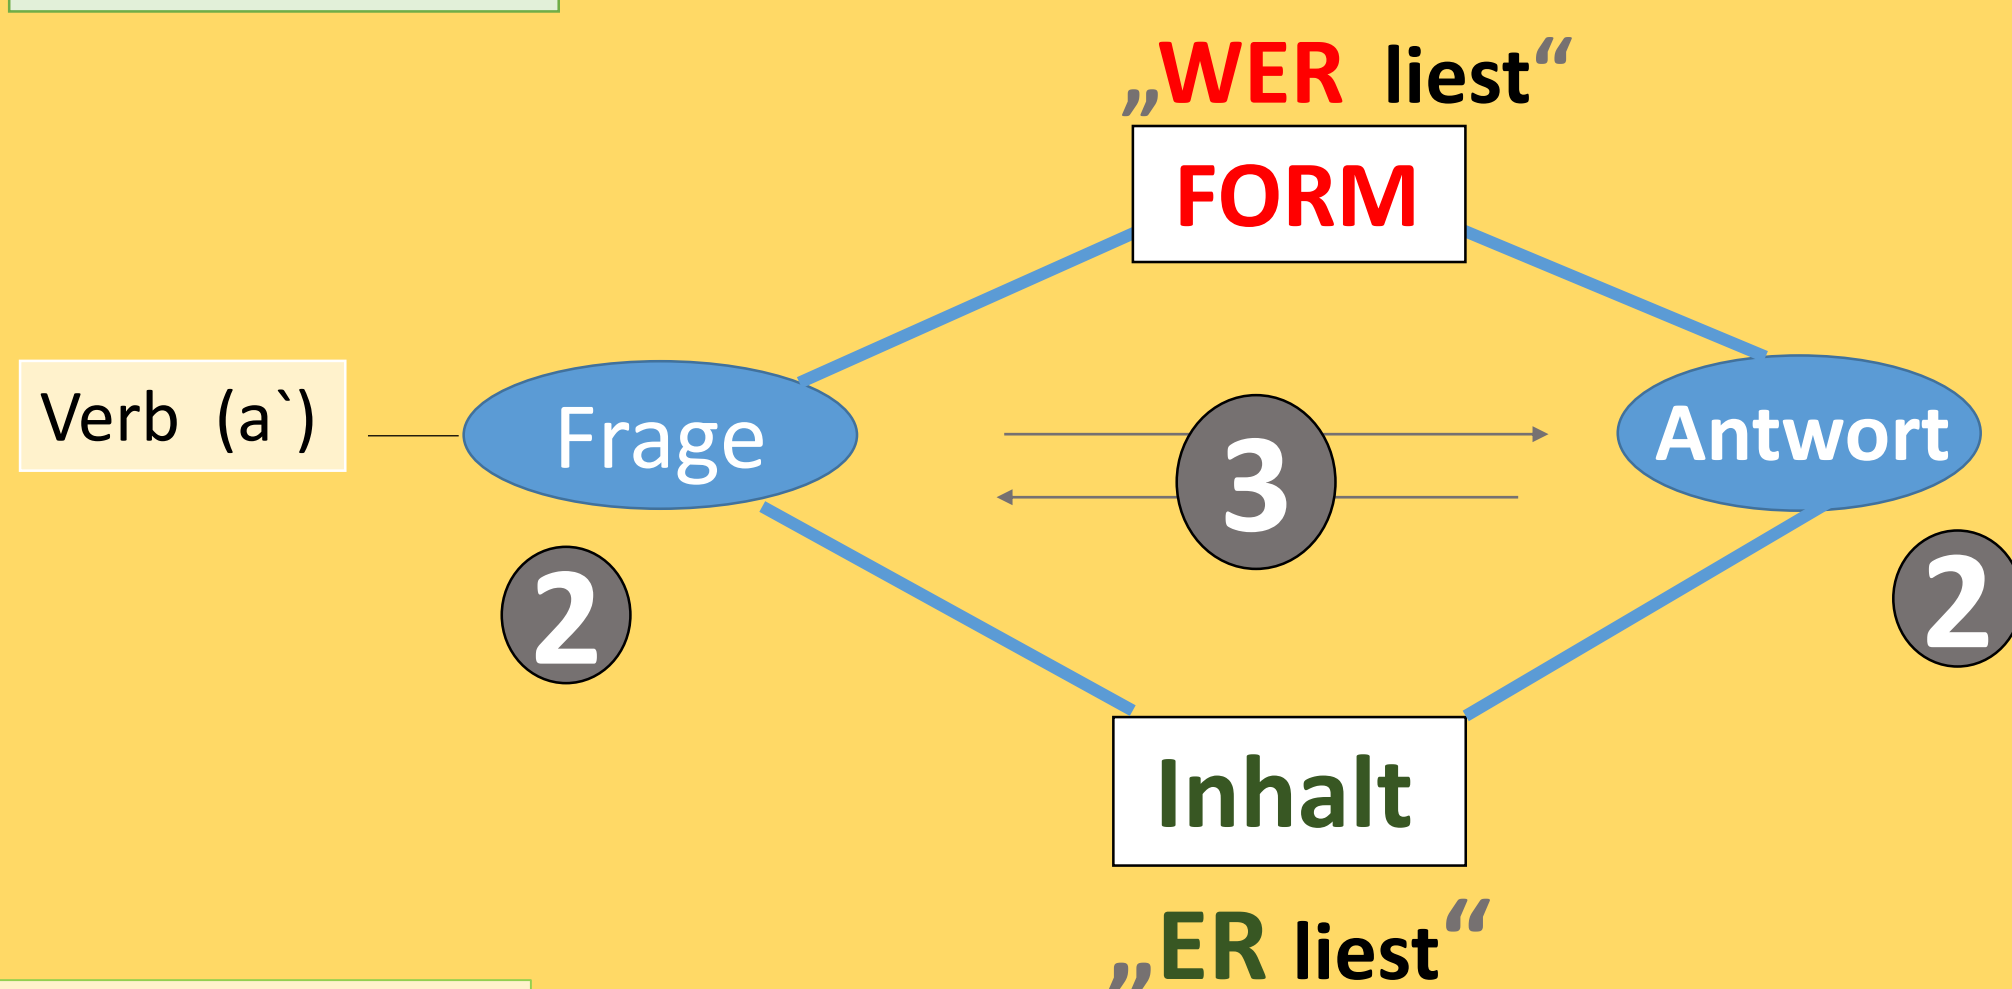 „WER liest“
FORM
Verb (a`)
Frage
3
Antwort
2
2
Inhalt
„ER liest“